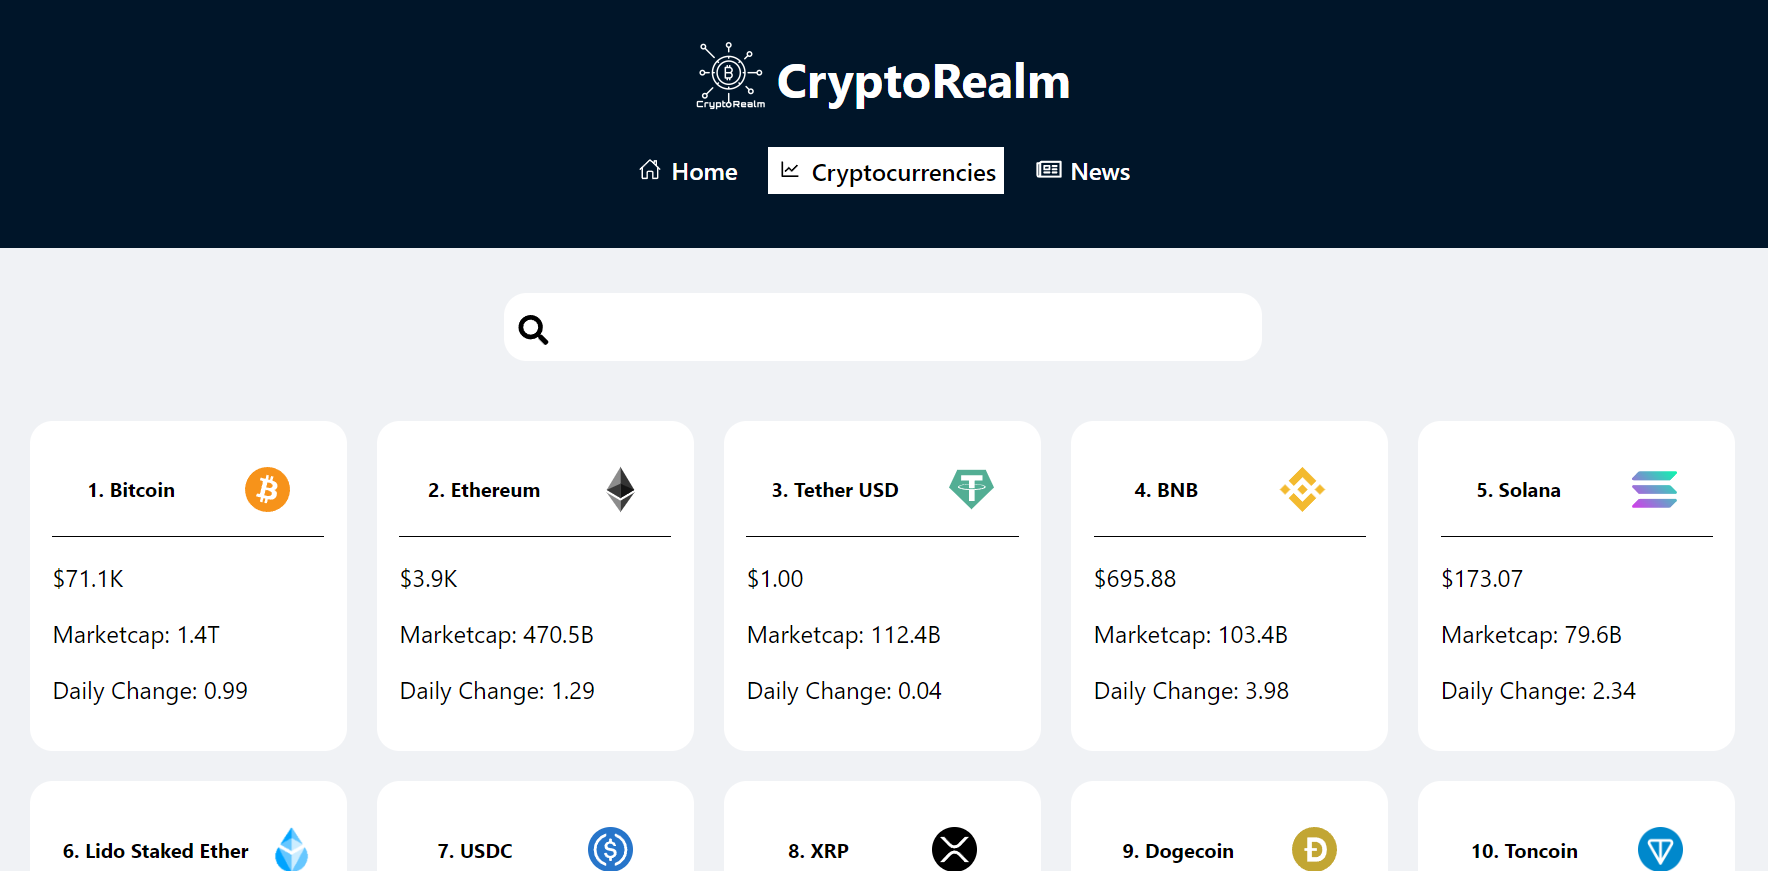 CryptoRealm
CryptoRealm
Home
Cryptocurrencies
News
1. Bitcoin
$71.1K
Marketcap: 1.4T
Daily Change: 0.99
2. Ethereum
$3.9K
Marketcap: 470.5B
Daily Change: 1.29
3. Tether USD
$1.00
Marketcap: 112.4B
Daily Change: 0.04
4. BNB
$695.88
Marketcap: 103.4B
Daily Change: 3.98
5. Solana
$173.07
Marketcap: 79.6B
Daily Change: 2.34
6. Lido Staked Ether
7. USDC
8. XRP
9. Dogecoin
10. Toncoin